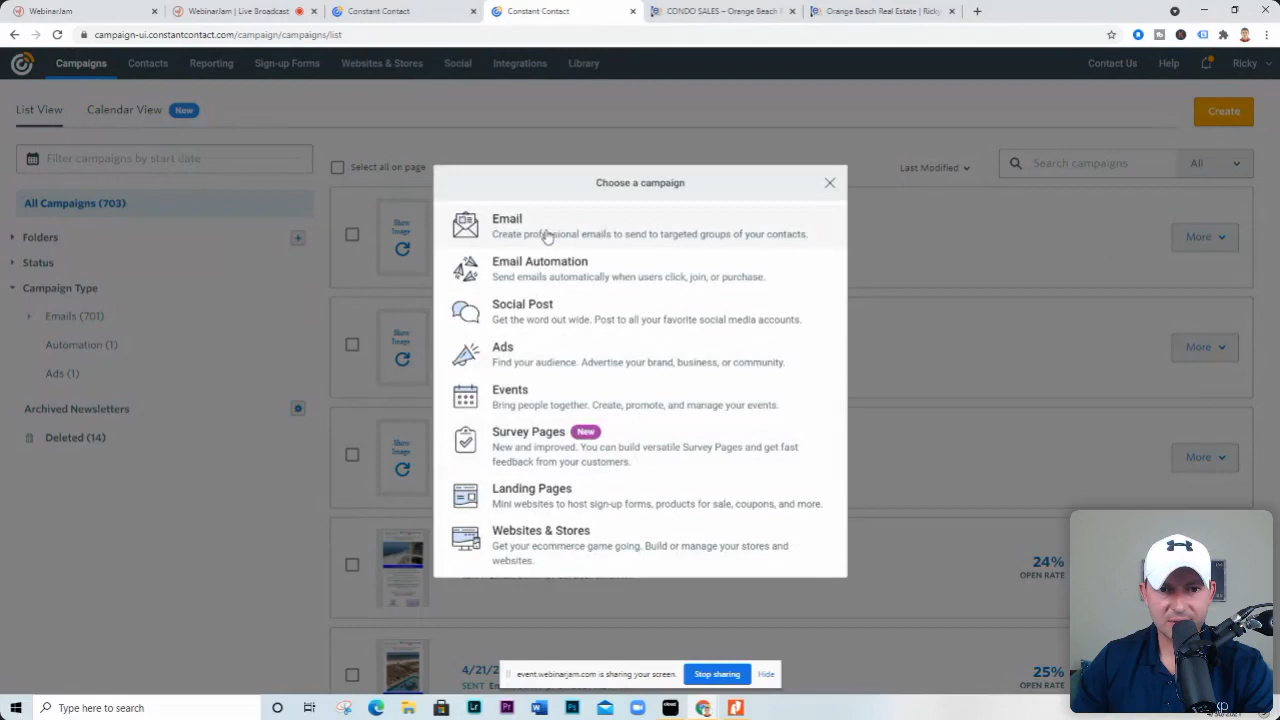 WebinarJam
WebinarJam | Live Broadcast
Constant Contact
Constant Contact
CONDO SALES – Orange Beach
Orange Beach Real Estate | Ricky
campaign-ui.constantcontact.com/campaign/campaigns/list
Campaigns Contacts Reporting Sign-up Forms Websites & Stores Social Integrations Library Contact Us Help Ricky
List View Calendar View New Create
Filter campaigns by start date
Select all on page
Last Modified
Search campaigns
All
All Campaigns (703)
Folders
Status
Campaign Type
Emails (701)
Automation (1)
Ads (1)
Archived Newsletters
Deleted (14)
Show
Image
More
Show
Image
More
Show
Image
More
24%
OPEN RATE
4/21/2
SENT
25%
OPEN RATE
Choose a campaign
Email
Create professional emails to send to targeted groups of your contacts.
Email Automation
Send emails automatically when users click, join, or purchase.
Social Post
Get the word out wide. Post to all your favorite social media accounts.
Ads
Find your audience. Advertise your brand, business, or community.
Events
Bring people together. Create, promote, and manage your events.
Survey Pages New
New and improved. You can build versatile Survey Pages and get fast
feedback from your customers.
Landing Pages
Mini websites to host sign-up forms, products for sale, coupons, and more.
Websites & Stores
Get your ecommerce game going. Build or manage your stores and
websites.
event.webinarjam.com is sharing your screen.
Stop sharing
Hide
Type here to search